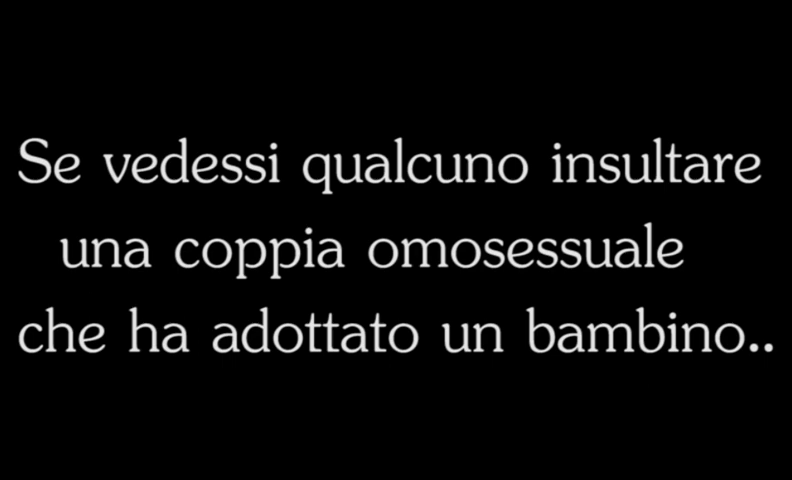 Se vedessi qualcuno insultare
una coppia omosessuale
che ha adottato un bambino..